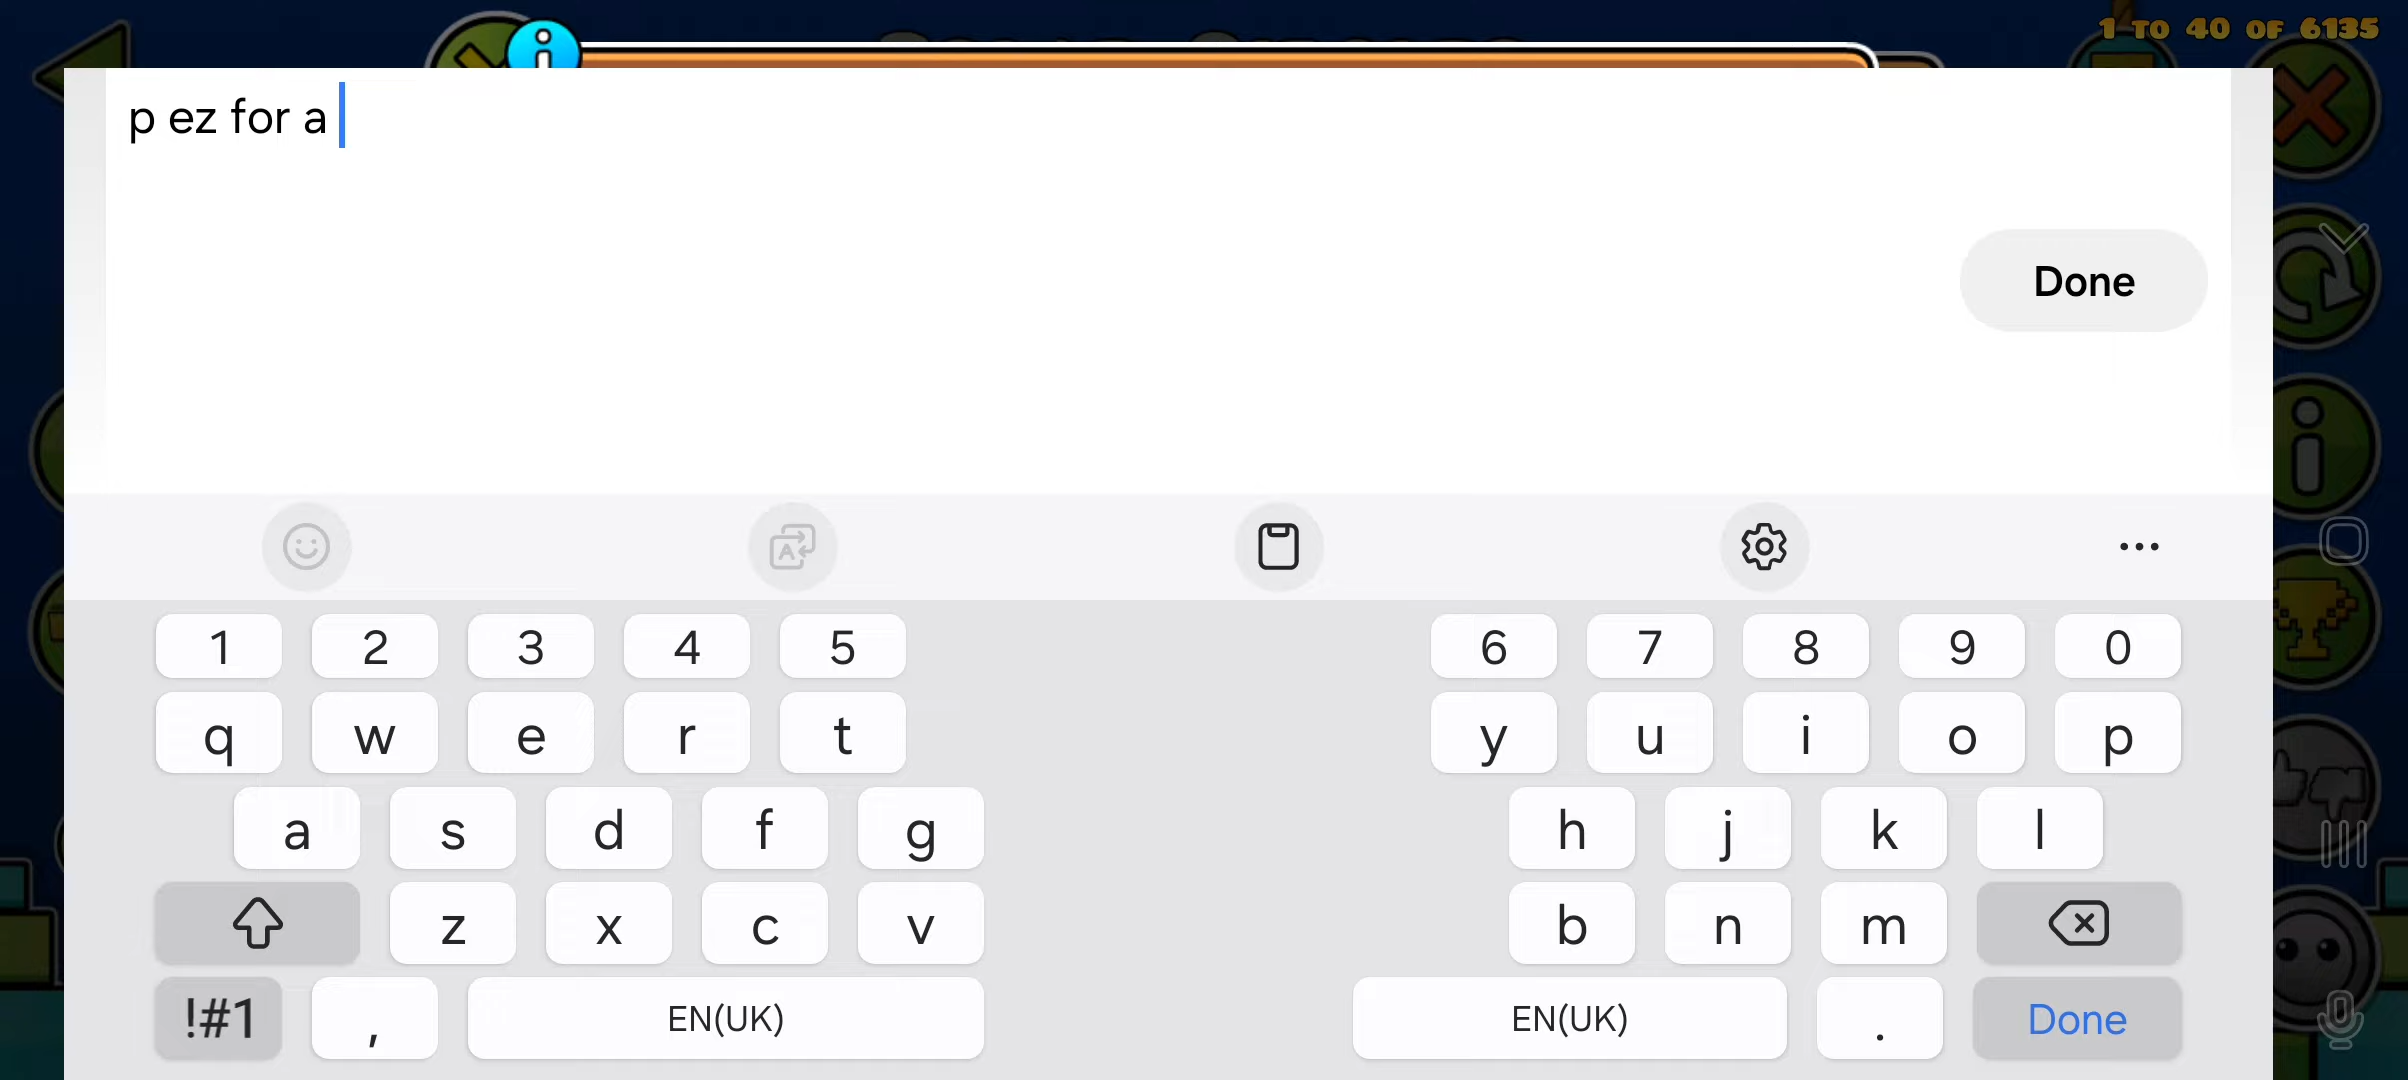 1 TO 40 OF 6135
p ez for a
Done
1 2 3 4 5 6 7 8 9 0
q w e r t y u i o p
a s d f g h j k l
z x c v b n m
!#1 , EN(UK) EN(UK) . Done